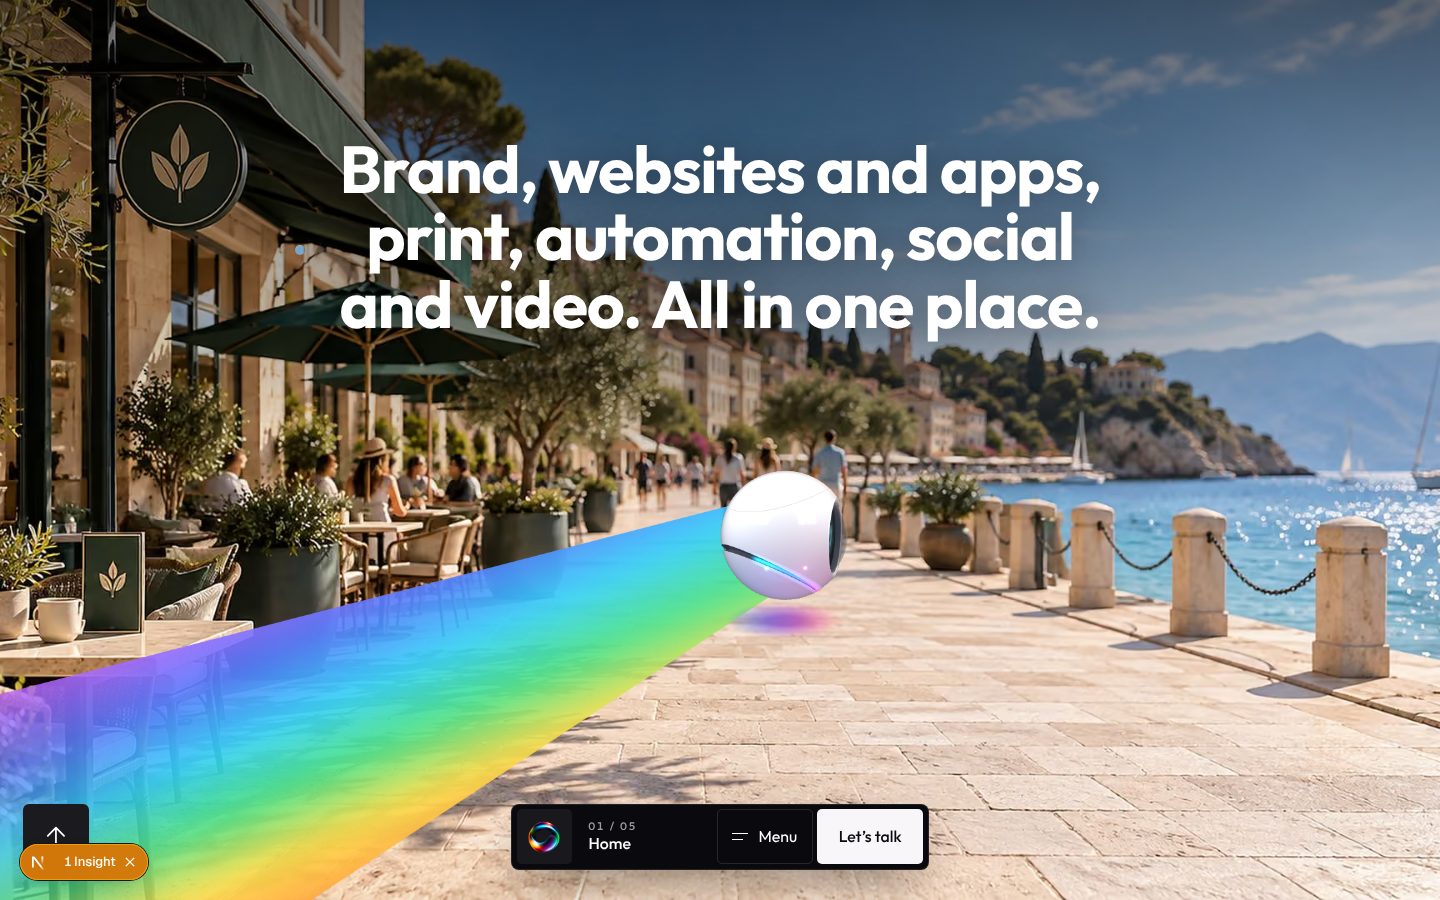 Brand, websites and apps,
print, automation, social
and video. All in one place.
01 / 05
Home
Menu
Let’s talk
1 Insight